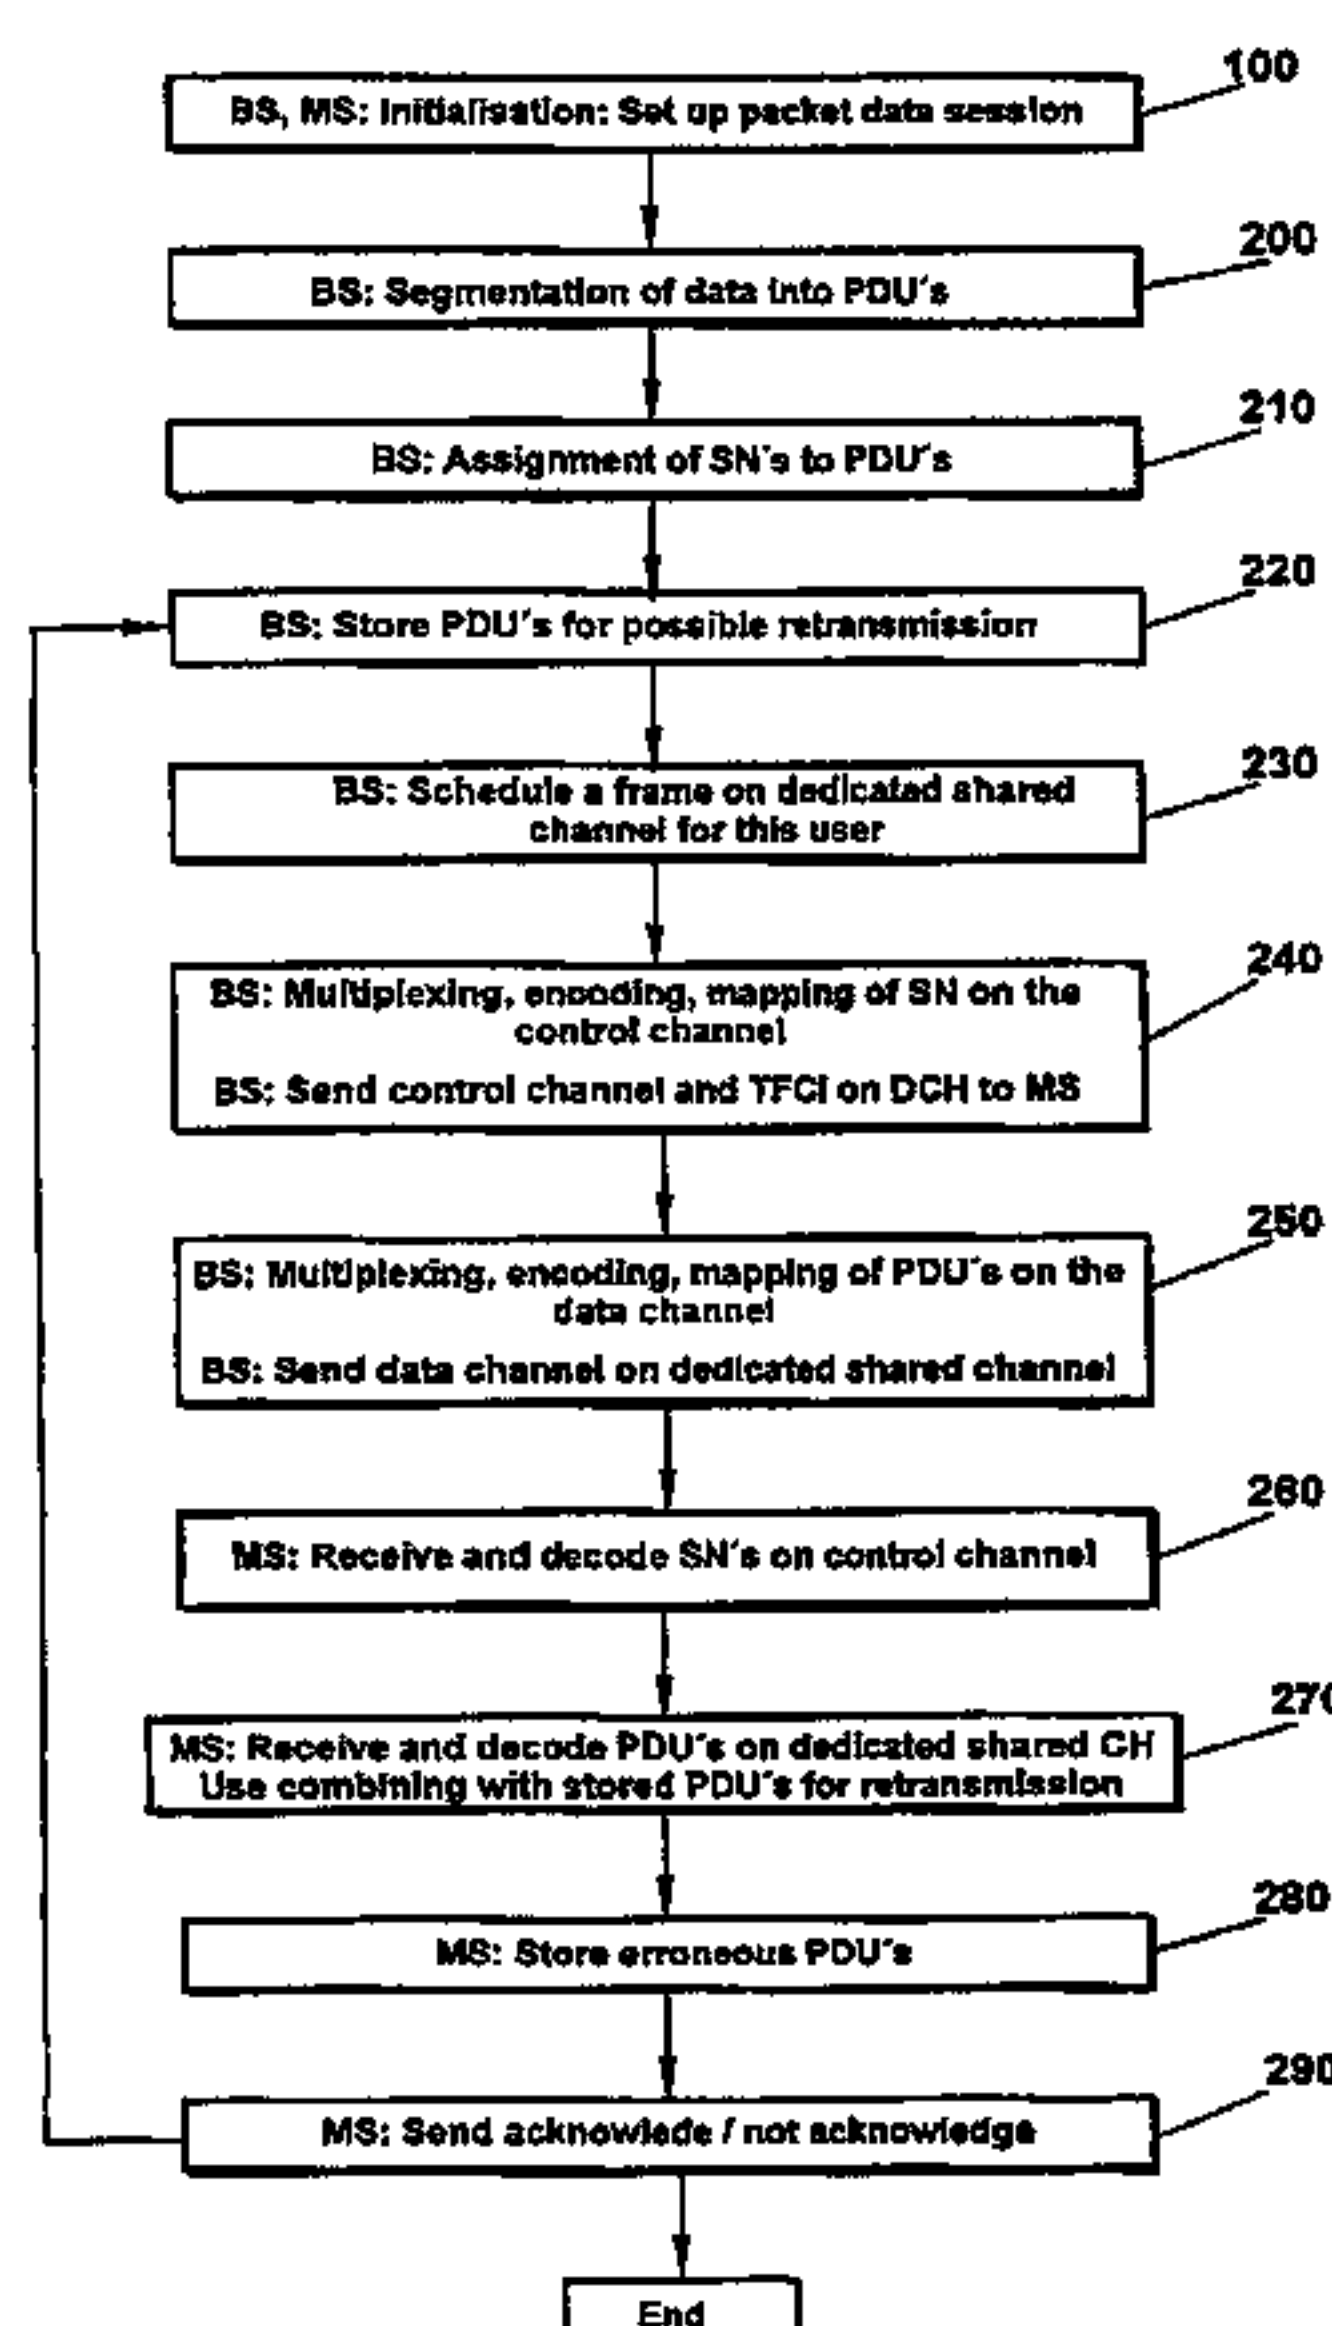 100
BS, MS: Initialisation: Set up packet data session
200
BS: Segmentation of data into PDU´s
210
BS: Assignment of SN´s to PDU´s
220
BS: Store PDU´s for possible retransmission
230
BS: Schedule a frame on dedicated shared
channel for this user
240
BS: Multiplexing, encoding, mapping of SN on the
control channel
BS: Send control channel and TFCI on DCH to MS
250
BS: Multiplexing, encoding, mapping of PDU´s on the
data channel
BS: Send data channel on dedicated shared channel
260
MS: Receive and decode SN´s on control channel
270
MS: Receive and decode PDU´s on dedicated shared CH
Use combining with stored PDU´s for retransmission
280
MS: Store erroneous PDU´s
290
MS: Send acknowlede / not acknowledge
End